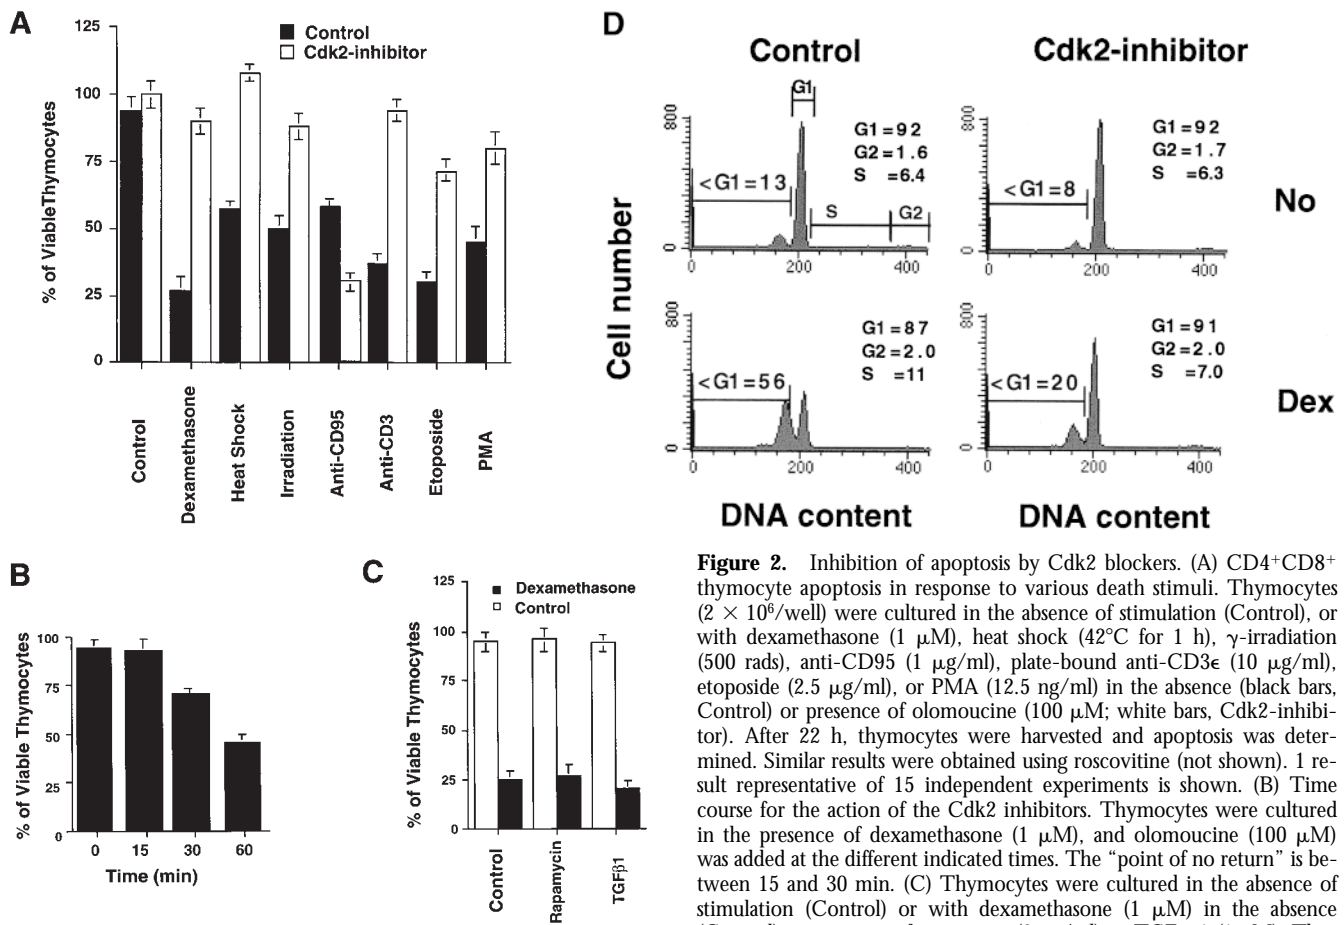 A
125
100
75
50
25
0
% of Viable Thymocytes
Control
Cdk2-inhibitor
Control
Dexamethasone
Heat Shock
Irradiation
Anti-CD95
Anti-CD3
Etoposide
PMA
B
100
75
50
25
0
% of Viable Thymocytes
0 15 30 60
Time (min)
C
125
100
75
50
25
0
% of Viable Thymocytes
Dexamethasone
Control
Control
Rapamycin
TGFβ1
D
Control
Cdk2-inhibitor
Cell number
800
0
G1
G1=92
G2=1.6
S =6.4
<G1=13
S
G2
0 200 400
800
0
G1=92
G2=1.7
S =6.3
<G1=8
0 200 400
No
800
0
G1=87
G2=2.0
S =11
<G1=56
0 200 400
800
0
G1=91
G2=2.0
S =7.0
<G1=20
0 200 400
Dex
DNA content
DNA content
Figure 2. Inhibition of apoptosis by Cdk2 blockers. (A) CD4⁺CD8⁺
thymocyte apoptosis in response to various death stimuli. Thymocytes
(2 × 10⁶/well) were cultured in the absence of stimulation (Control), or
with dexamethasone (1 μM), heat shock (42°C for 1 h), γ-irradiation
(500 rads), anti-CD95 (1 μg/ml), plate-bound anti-CD3ϵ (10 μg/ml),
etoposide (2.5 μg/ml), or PMA (12.5 ng/ml) in the absence (black bars,
Control) or presence of olomoucine (100 μM; white bars, Cdk2-inhibi-
tor). After 22 h, thymocytes were harvested and apoptosis was deter-
mined. Similar results were obtained using roscovitine (not shown). 1 re-
sult representative of 15 independent experiments is shown. (B) Time
course for the action of the Cdk2 inhibitors. Thymocytes were cultured
in the presence of dexamethasone (1 μM), and olomoucine (100 μM)
was added at the different indicated times. The “point of no return” is be-
tween 15 and 30 min. (C) Thymocytes were cultured in the absence of
stimulation (Control) or with dexamethasone (1 μM) in the absence